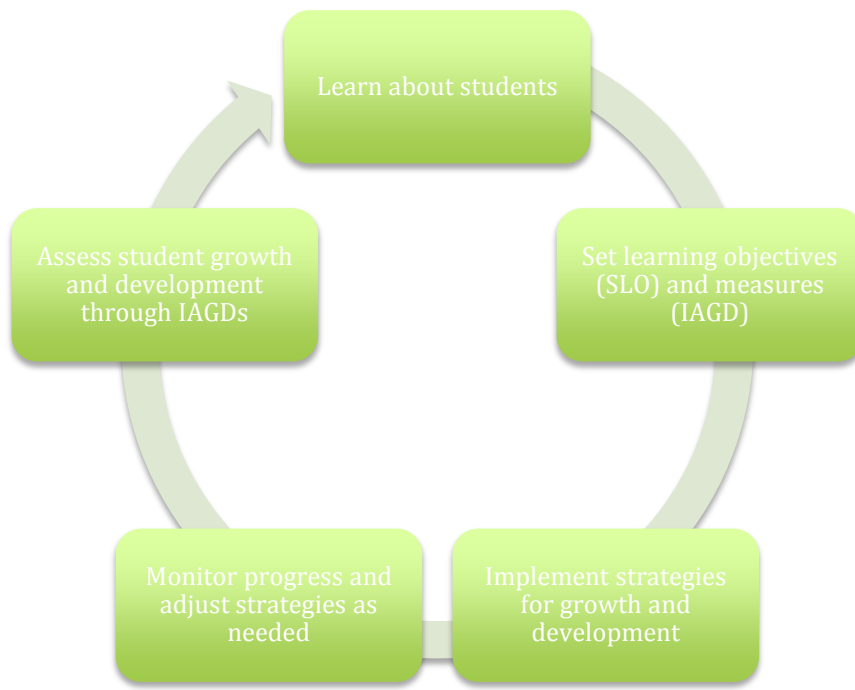 Learn about students
Set learning objectives
(SLO) and measures
(IAGD)
Implement strategies
for growth and
development
Monitor progress and
adjust strategies as
needed
Assess student growth
and development
through IAGDs